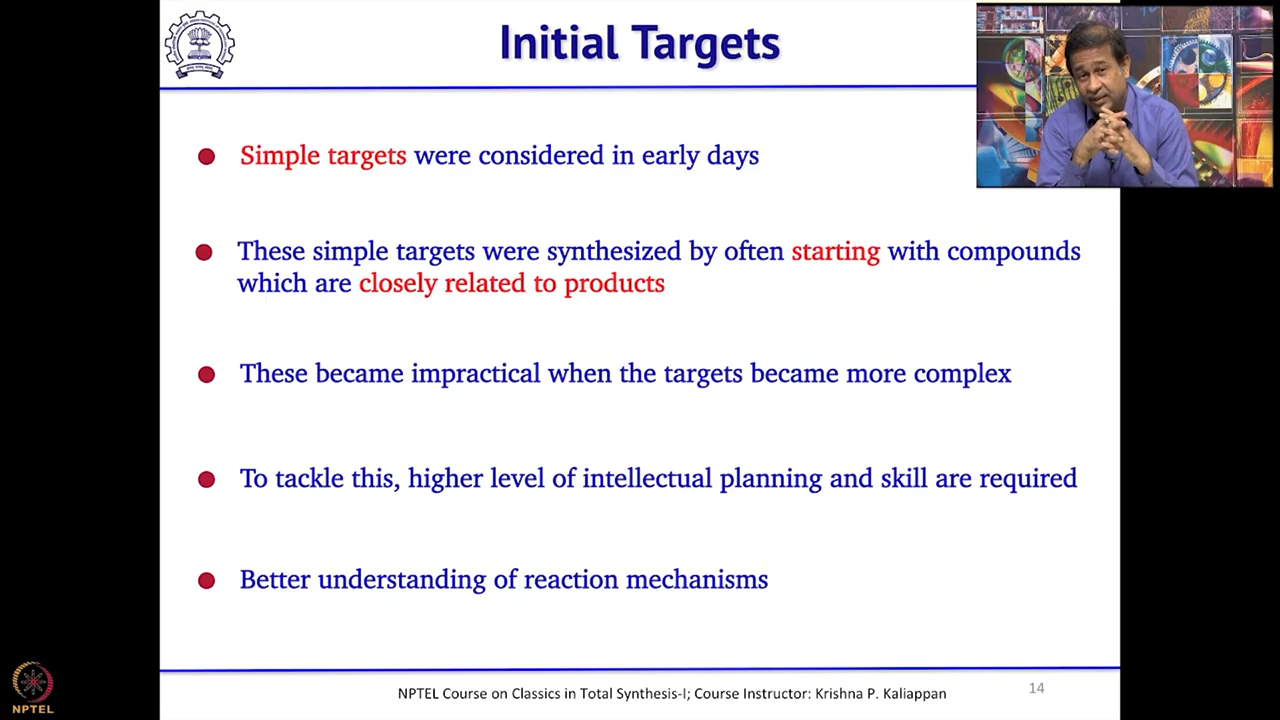 Initial Targets
Simple targets were considered in early days
These simple targets were synthesized by often starting with compounds
which are closely related to products
These became impractical when the targets became more complex
To tackle this, higher level of intellectual planning and skill are required
Better understanding of reaction mechanisms
NPTEL Course on Classics in Total Synthesis-I; Course Instructor: Krishna P. Kaliappan
14
NPTEL